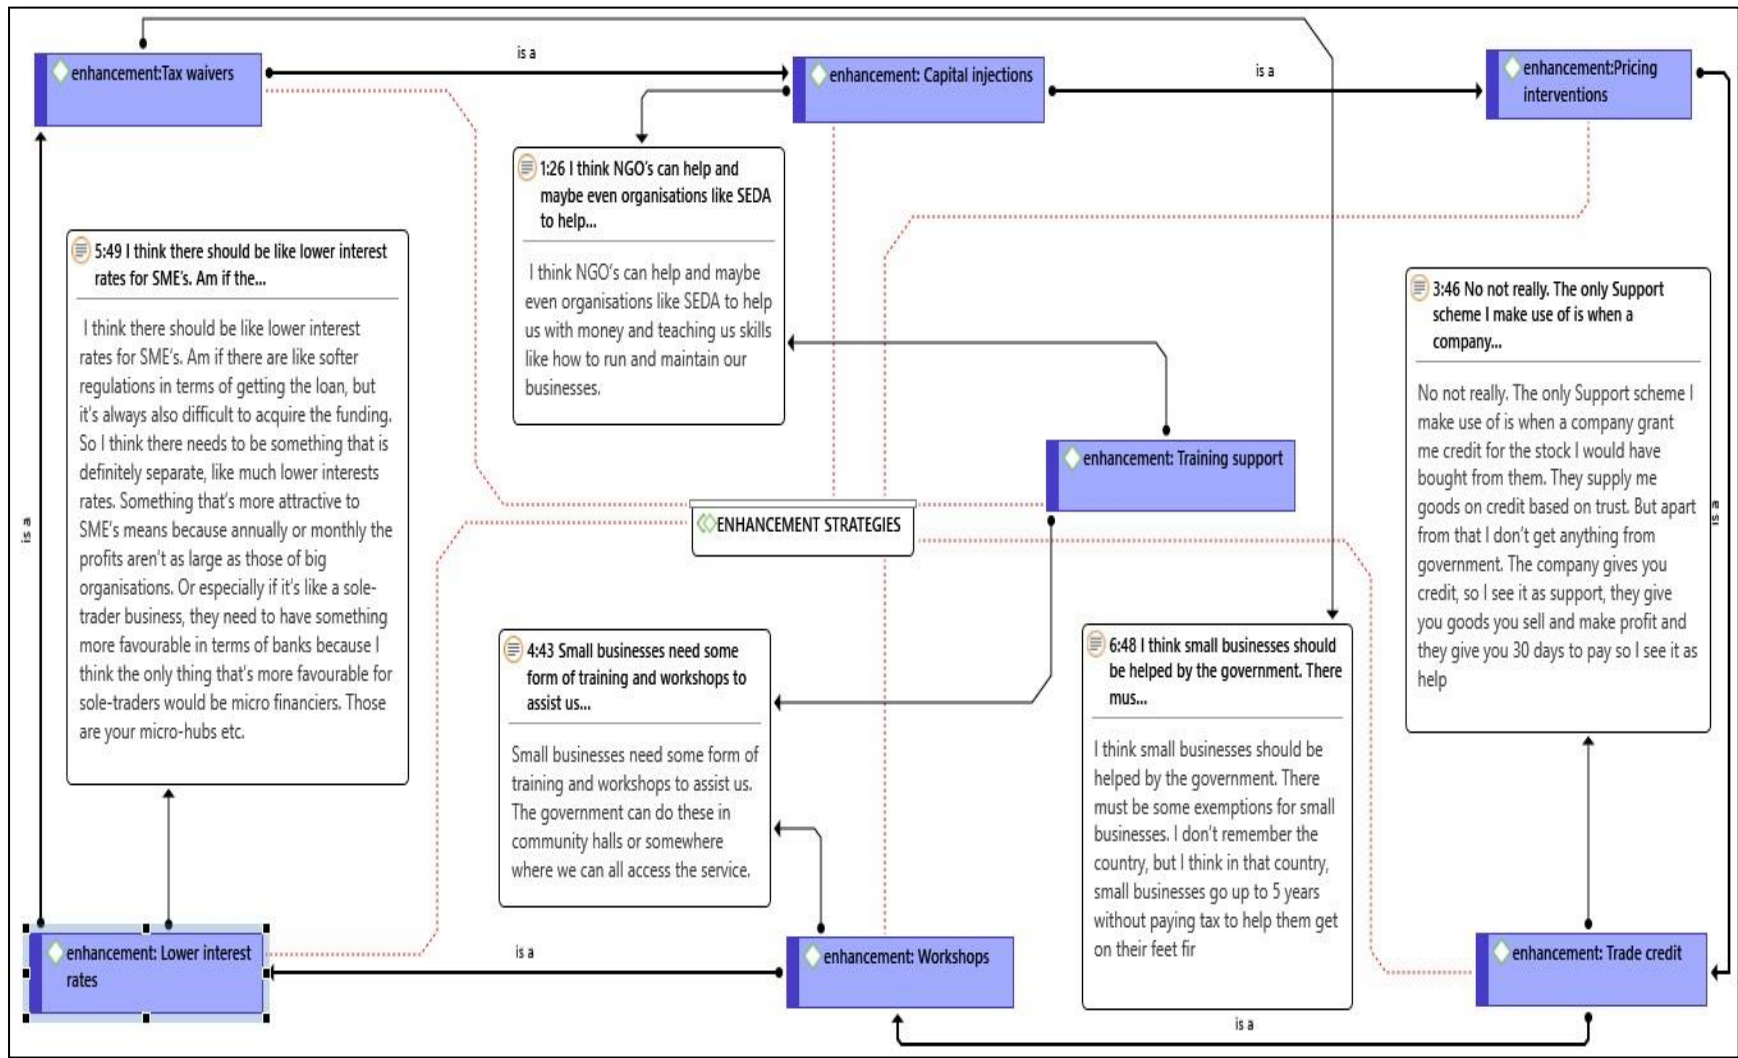 is a
enhancement:Tax waivers
enhancement: Capital injections
is a
enhancement:Pricing
interventions
1:26 I think NGO's can help and
maybe even organisations like SEDA
to help...
I think NGO's can help and maybe
even organisations like SEDA to help
us with money and teaching us skills
like how to run and maintain our
businesses.
5:49 I think there should be like lower interest
rates for SME's. Am if the...
I think there should be like lower interest
rates for SME's. Am if there are like softer
regulations in terms of getting the loan, but
it's always also difficult to acquire the funding.
So I think there needs to be something that is
definitely separate, like much lower interests
rates. Something that's more attractive to
SME's means because annually or monthly the
profits aren't as large as those of big
organisations. Or especially if it's like a sole-
trader business, they need to have something
more favourable in terms of banks because I
think the only thing that's more favourable for
sole-traders would be micro financiers. Those
are your micro-hubs etc.
3:46 No not really. The only Support
scheme I make use of is when a
company...
No not really. The only Support scheme I
make use of is when a company grant
me credit for the stock I would have
bought from them. They supply me
goods on credit based on trust. But apart
from that I don't get anything from
government. The company gives you
credit, so I see it as support, they give
you goods you sell and make profit and
they give you 30 days to pay so I see it as
help
is a
is a
enhancement: Training support
ENHANCEMENT STRATEGIES
4:43 Small businesses need some
form of training and workshops to
assist us...
Small businesses need some form of
training and workshops to assist us.
The government can do these in
community halls or somewhere
where we can all access the service.
6:48 I think small businesses should
be helped by the government. There
mus...
I think small businesses should be
helped by the government. There
must be some exemptions for small
businesses. I don't remember the
country, but I think in that country,
small businesses go up to 5 years
without paying tax to help them get
on their feet fir
enhancement: Lower interest
rates
is a
enhancement: Workshops
enhancement: Trade credit
is a